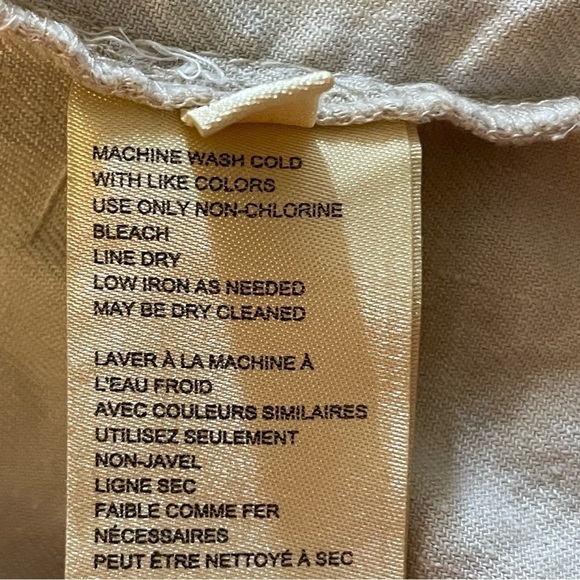 MACHINE WASH COLD
WITH LIKE COLORS
USE ONLY NON-CHLORINE
BLEACH
LINE DRY
LOW IRON AS NEEDED
MAY BE DRY CLEANED
LAVER À LA MACHINE À
L'EAU FROID
AVEC COULEURS SIMILAIRES
UTILISEZ SEULEMENT
NON-JAVEL
LIGNE SEC
FAIBLE COMME FER
NÉCESSAIRES
PEUT ÊTRE NETTOYÉ À SEC